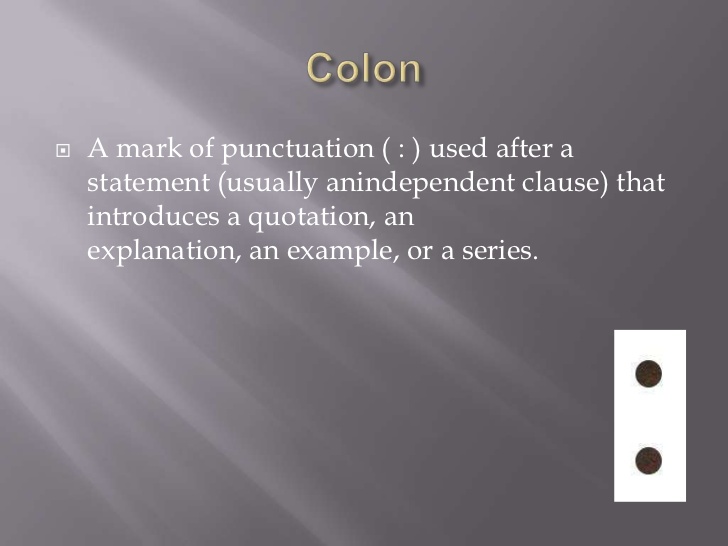 Colon
A mark of punctuation ( : ) used after a
statement (usually anindependent clause) that
introduces a quotation, an
explanation, an example, or a series.